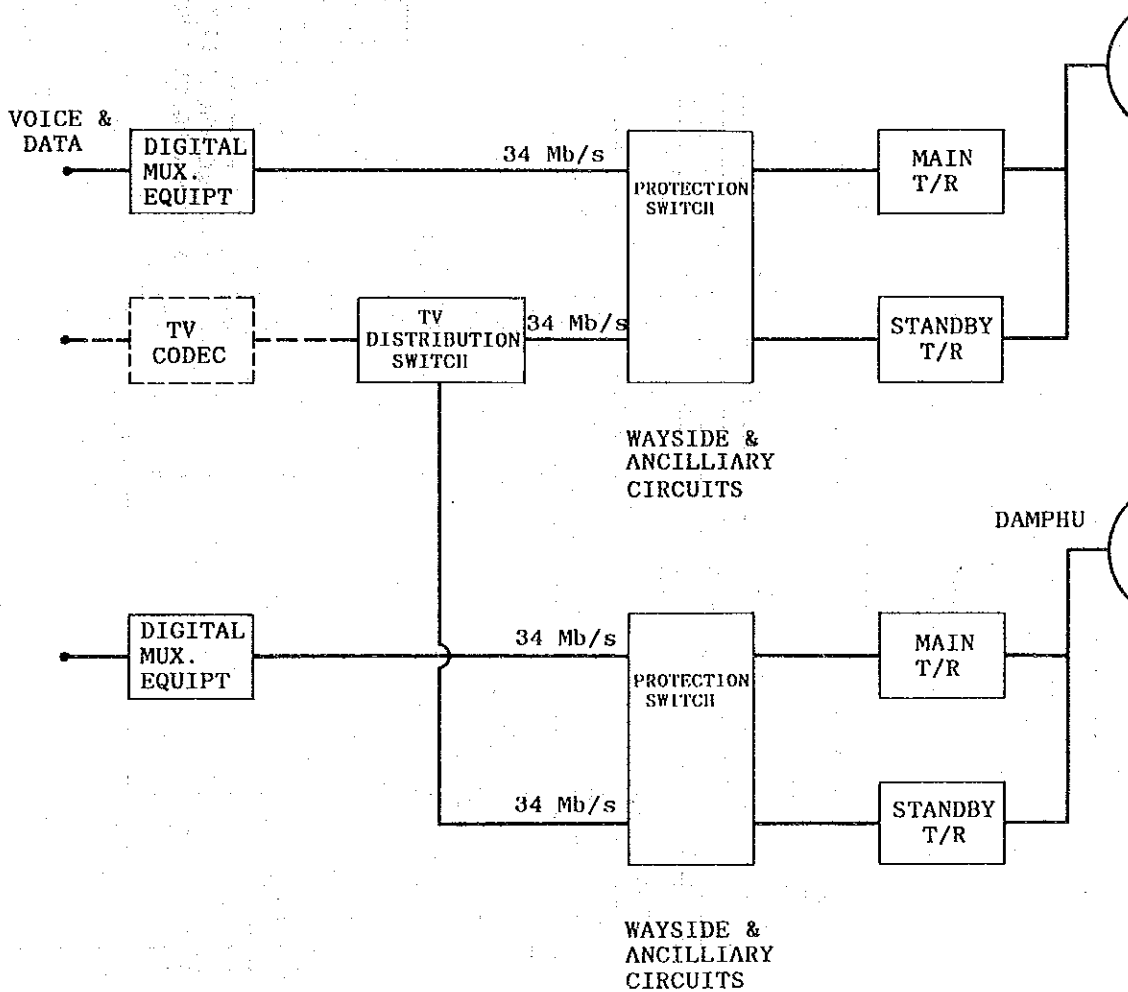 VOICE &
DATA
DIGITAL
MUX.
EQUIPT
34 Mb/s
PROTECTION
SWITCH
MAIN
T/R
TV
CODEC
TV
DISTRIBUTION
SWITCH
34 Mb/s
STANDBY
T/R
WAYSIDE &
ANCILLIARY
CIRCUITS
DAMPHU
DIGITAL
MUX.
EQUIPT
34 Mb/s
PROTECTION
SWITCH
MAIN
T/R
34 Mb/s
STANDBY
T/R
WAYSIDE &
ANCILLIARY
CIRCUITS